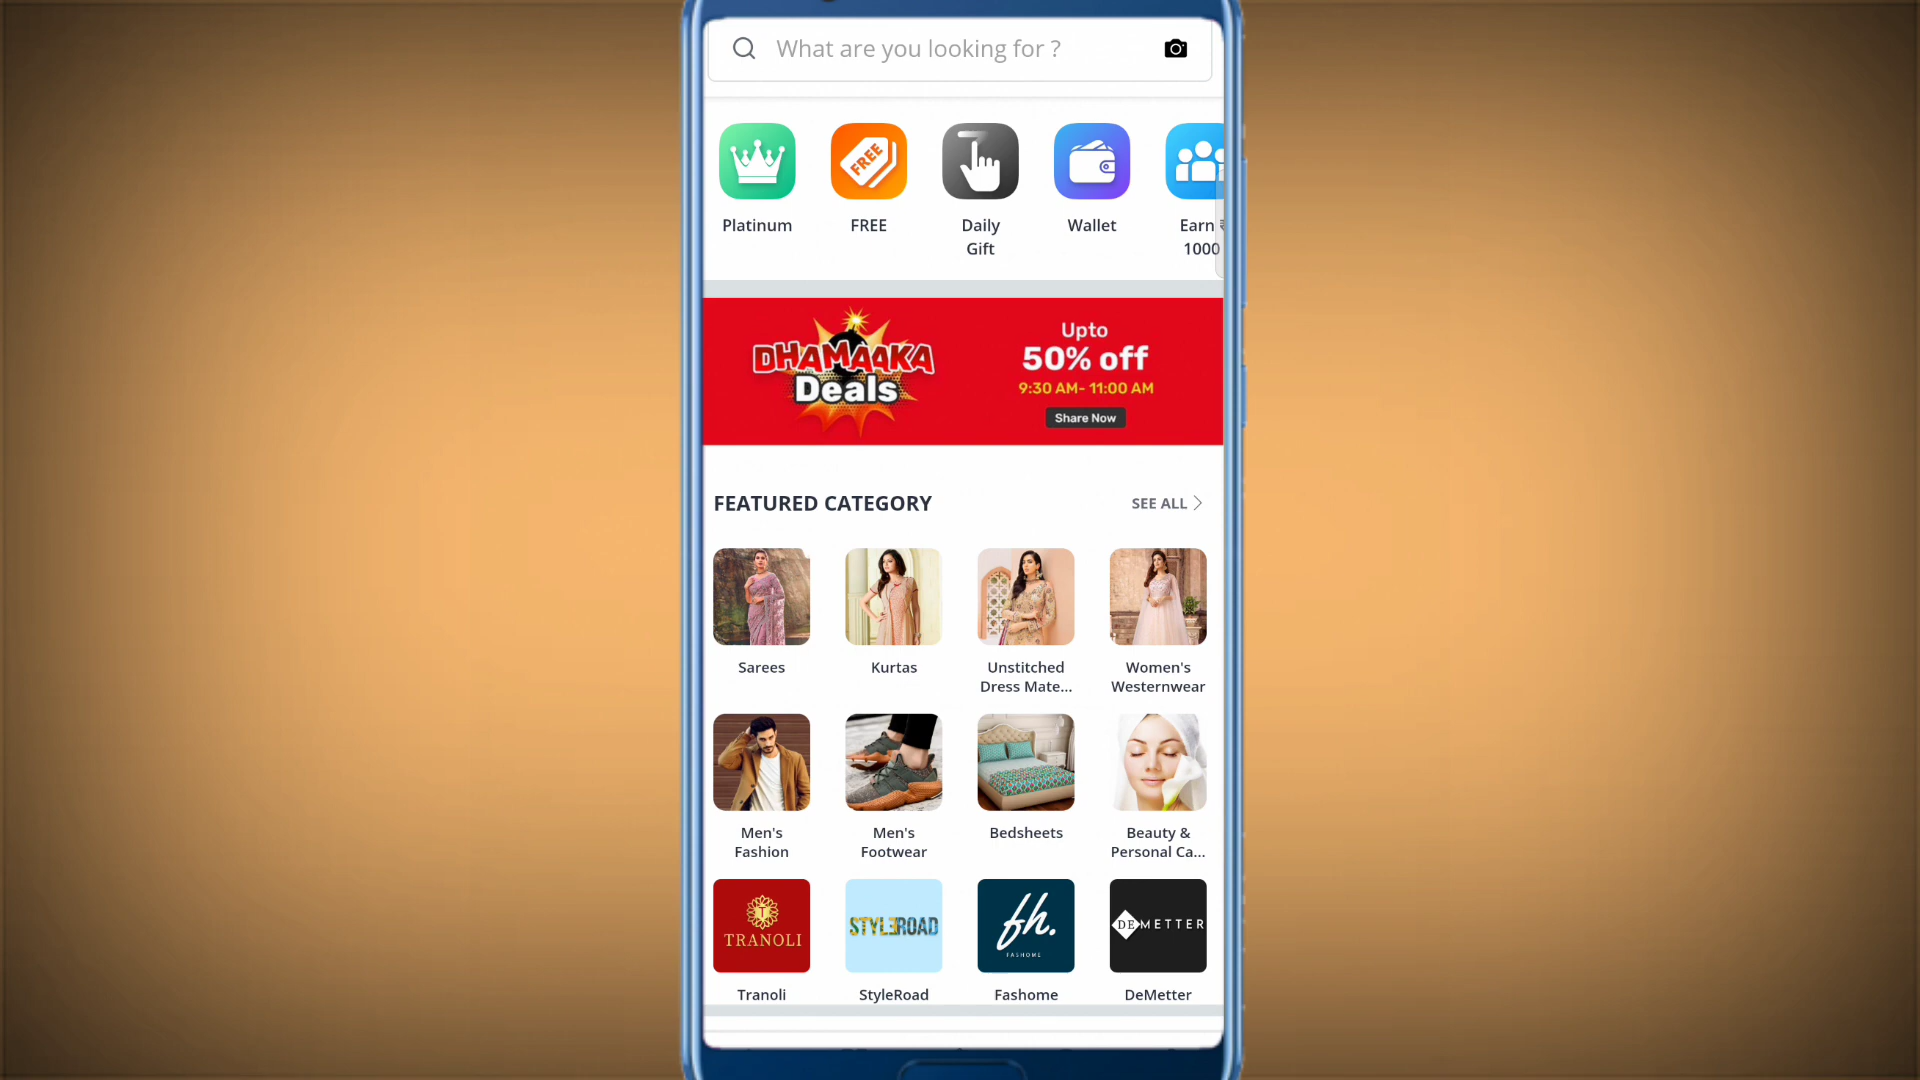 What are you looking for ?
FREE
Platinum
FREE
Daily
Gift
Wallet
Earn ₹
1000
DHAMAAKA
Deals
Upto
50% off
9:30 AM- 11:00 AM
Share Now
FEATURED CATEGORY
SEE ALL
Sarees
Kurtas
Unstitched
Dress Mate...
Women's
Westernwear
Men's
Fashion
Men's
Footwear
Bedsheets
Beauty &
Personal Ca...
T
TRANOLI
STYLEROAD
fh.
FASHOME
DEMETTER
Tranoli
StyleRoad
Fashome
DeMetter